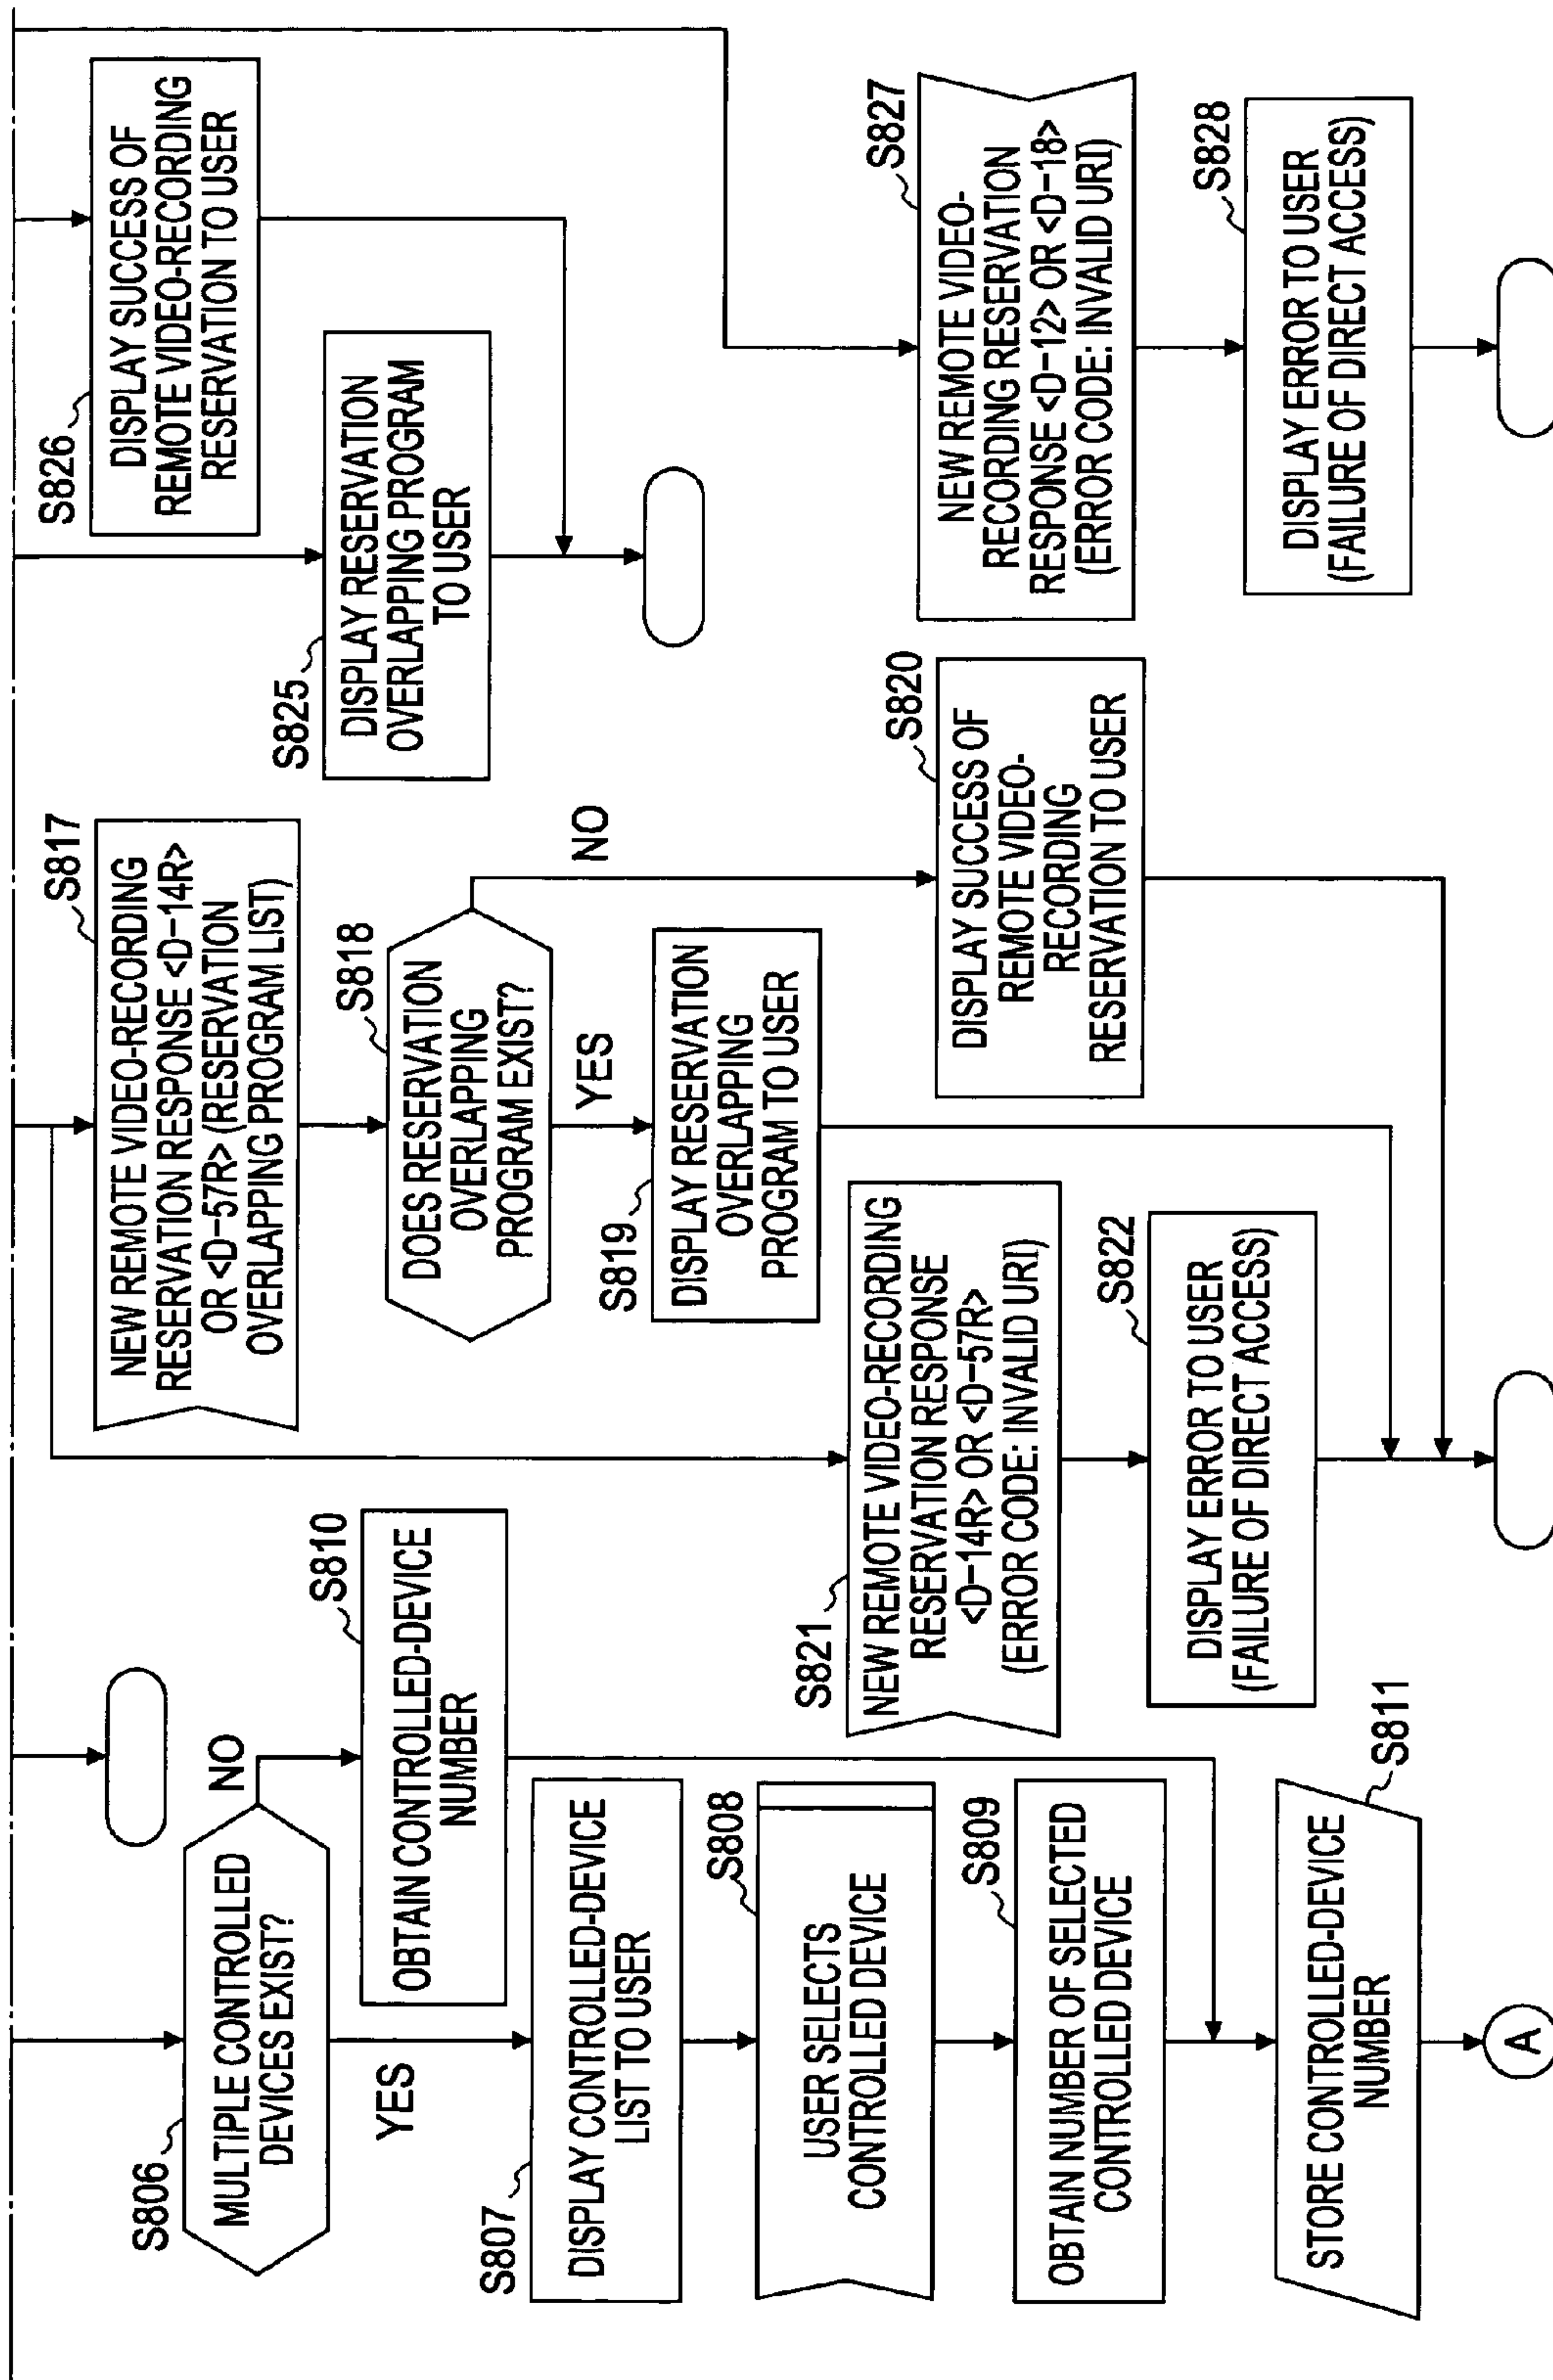 S806
MULTIPLE CONTROLLED
DEVICES EXIST?
NO
YES
S810
OBTAIN CONTROLLED-DEVICE
NUMBER
S807
DISPLAY CONTROLLED-DEVICE
LIST TO USER
S808
USER SELECTS
CONTROLLED DEVICE
S809
OBTAIN NUMBER OF SELECTED
CONTROLLED DEVICE
S811
STORE CONTROLLED-DEVICE
NUMBER
A
S817
NEW REMOTE VIDEO-RECORDING
RESERVATION RESPONSE <D-14R>
OR <D-57R> (RESERVATION
OVERLAPPING PROGRAM LIST)
S818
DOES RESERVATION
OVERLAPPING
PROGRAM EXIST?
NO
YES
S819
DISPLAY RESERVATION
OVERLAPPING
PROGRAM TO USER
S820
DISPLAY SUCCESS OF
REMOTE VIDEO-
RECORDING
RESERVATION TO USER
S821
NEW REMOTE VIDEO-RECORDING
RESERVATION RESPONSE
<D-14R> OR <D-57R>
(ERROR CODE: INVALID URI)
S822
DISPLAY ERROR TO USER
(FAILURE OF DIRECT ACCESS)
S825
DISPLAY RESERVATION
OVERLAPPING PROGRAM
TO USER
S826
DISPLAY SUCCESS OF
REMOTE VIDEO-RECORDING
RESERVATION TO USER
S827
NEW REMOTE VIDEO-
RECORDING RESERVATION
RESPONSE <D-12> OR <D-18>
(ERROR CODE: INVALID URI)
S828
DISPLAY ERROR TO USER
(FAILURE OF DIRECT ACCESS)